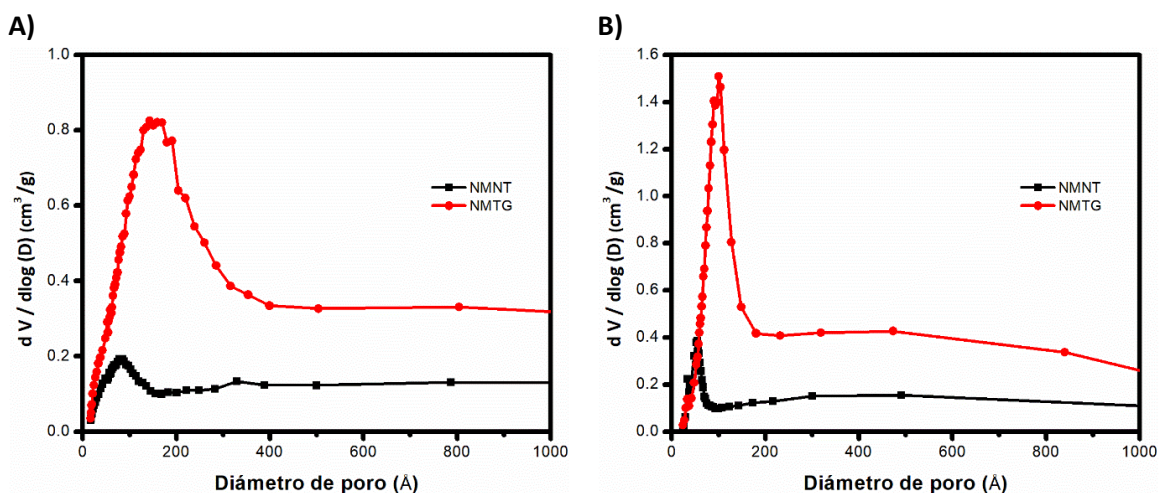 A)
1.0
0.8
0.6
0.4
0.2
0.0
d V / dlog (D) (cm³/g)
NMNT
NMTG
0 200 400 600 800 1000
Diámetro de poro (Å)
B)
1.6
1.4
1.2
1.0
0.8
0.6
0.4
0.2
0.0
d V / dlog (D) (cm³/g)
NMNT
NMTG
0 200 400 600 800 1000
Diámetro de poro (Å)